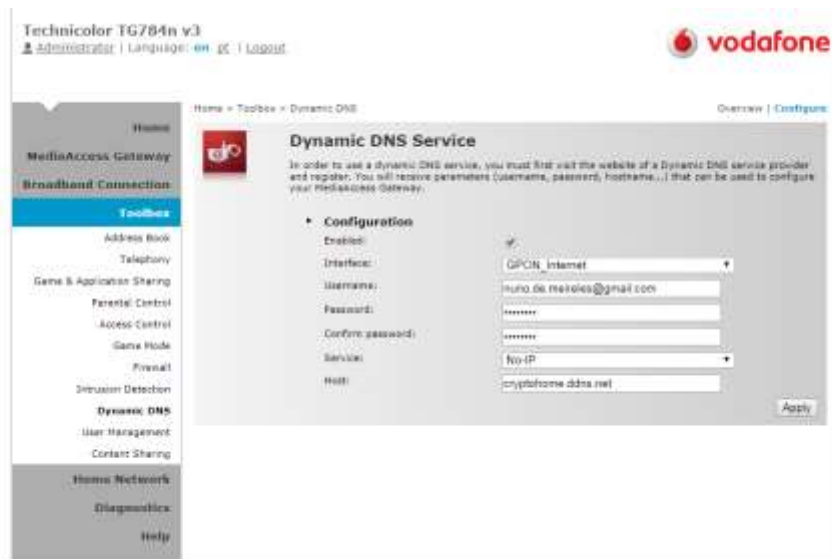 Technicolor TG784n v3
Administrator | Language: en pt | Logout
vodafone
Home > Toolbox > Dynamic DNS
Overview | Configure
Home
MediaAccess Gateway
Broadband Connection
Toolbox
Address Book
Telephony
Game & Application Sharing
Parental Control
Access Control
Game Mode
Firewall
Intrusion Detection
Dynamic DNS
User Management
Content Sharing
Home Network
Diagnostics
Help
Dynamic DNS Service
In order to use a dynamic DNS service, you must first visit the website of a Dynamic DNS service provider
and register. You will receive parameters (username, password, hostname...) that can be used to configure
your MediaAccess Gateway.
Configuration
Enabled:
Interface: GPON_Internet
Username: nuno.de.meireles@gmail.com
Password: ••••••••
Confirm password: ••••••••
Service: No-IP
Host: cryptohome.ddns.net
Apply